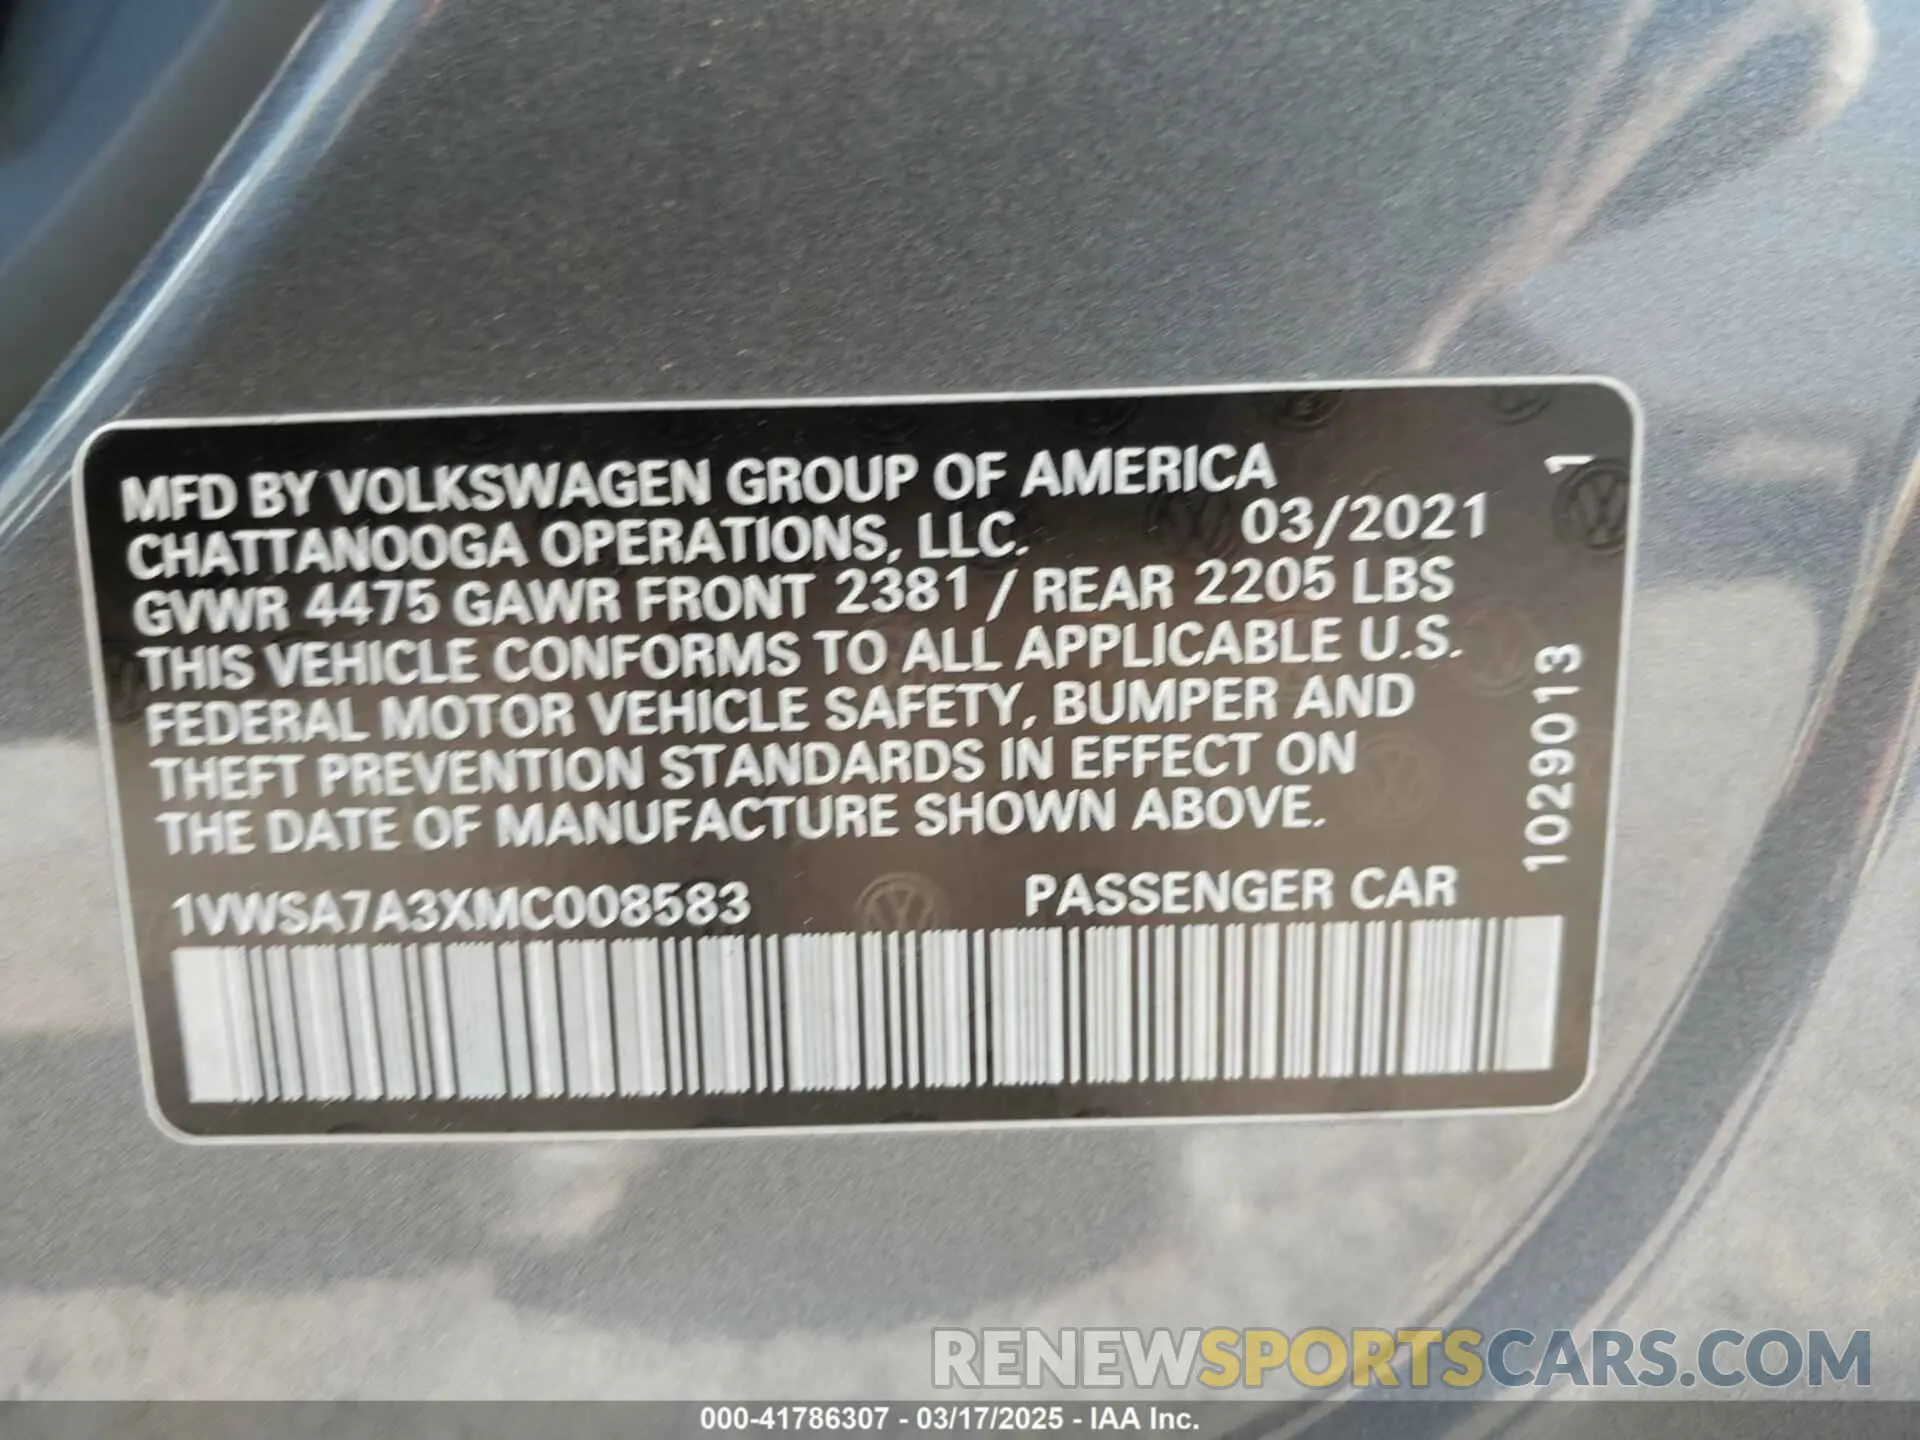 MFD BY VOLKSWAGEN GROUP OF AMERICA
CHATTANOOGA OPERATIONS, LLC. 03/2021
GVWR 4475 GAWR FRONT 2381 / REAR 2205 LBS
THIS VEHICLE CONFORMS TO ALL APPLICABLE U.S.
FEDERAL MOTOR VEHICLE SAFETY, BUMPER AND
THEFT PREVENTION STANDARDS IN EFFECT ON
THE DATE OF MANUFACTURE SHOWN ABOVE.
1VWSA7A3XMC008583 PASSENGER CAR
1029013 1
RENEWSPORTSCARS.COM
000-41786307 - 03/17/2025 - IAA Inc.